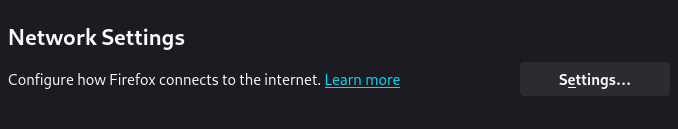 Network Settings
Configure how Firefox connects to the internet. Learn more
Settings...